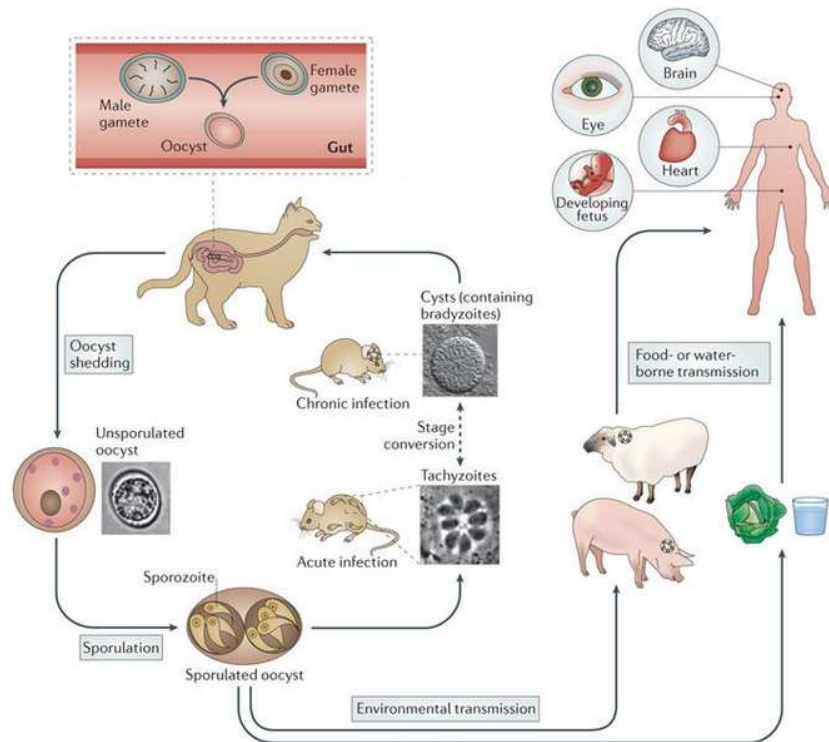 Male
gamete
Female
gamete
Oocyst
Gut
Brain
Eye
Heart
Developing
fetus
Cysts (containing
bradyzoites)
Oocyst
shedding
Chronic infection
Food- or water-
borne transmission
Unsporulated
oocyst
Stage
conversion
Tachyzoites
Acute infection
Sporozoite
Sporulation
Sporulated oocyst
Environmental transmission